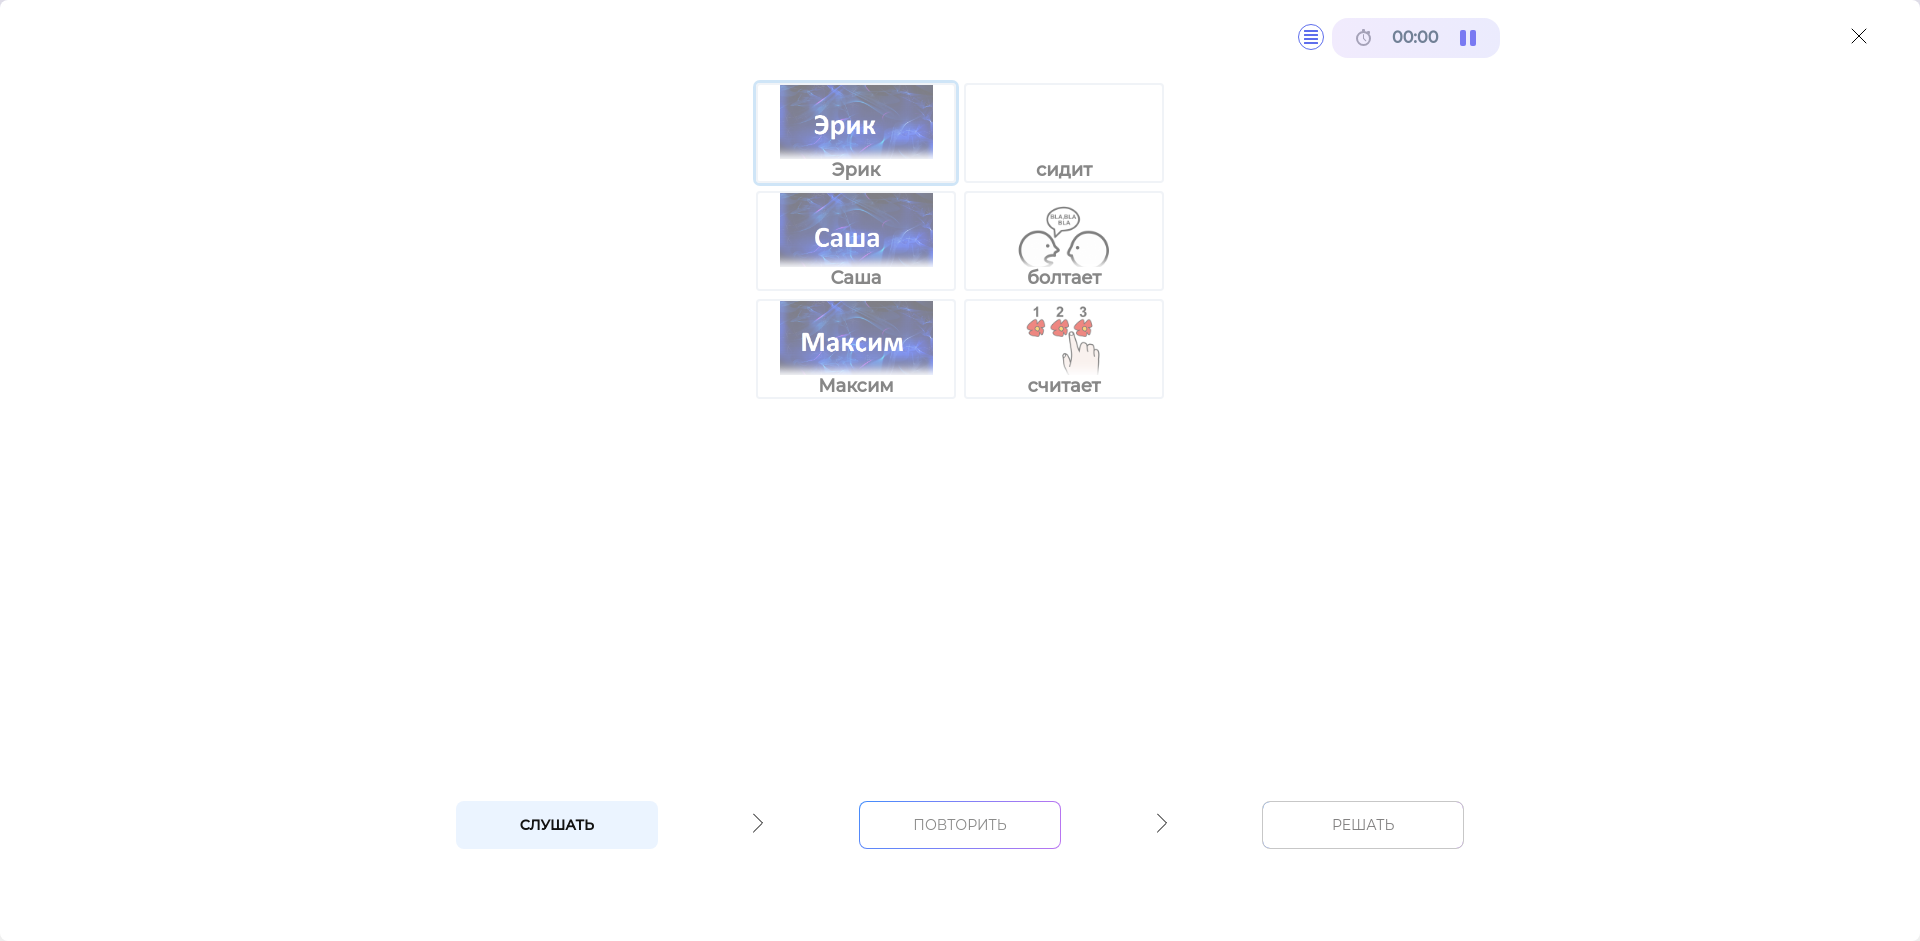 00:00
Эрик
Эрик
сидит
Саша
Саша
BLA,BLA
BLA
болтает
Максим
Максим
1 2 3
считает
СЛУШАТЬ
ПОВТОРИТЬ
РЕШАТЬ